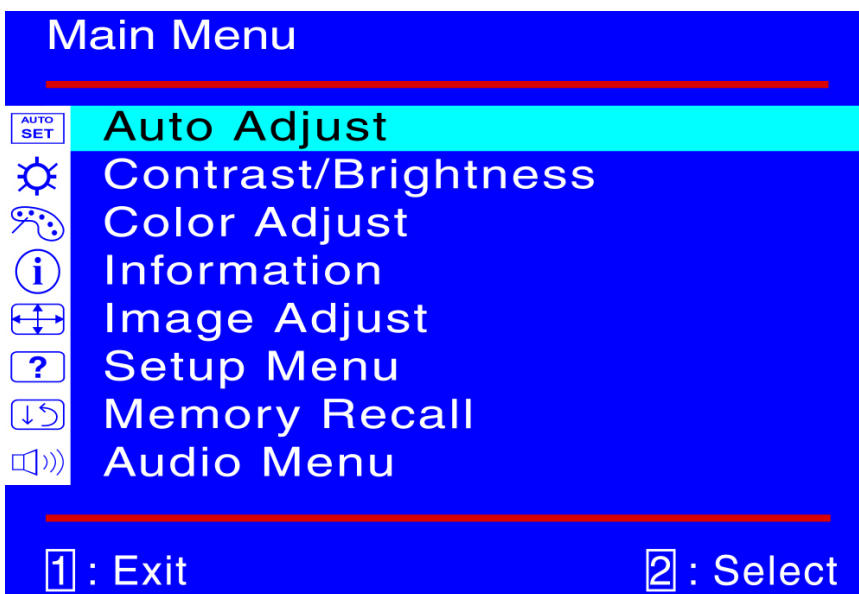 Main Menu
AUTO SET Auto Adjust
Contrast/Brightness
Color Adjust
i Information
Image Adjust
? Setup Menu
Memory Recall
Audio Menu
1 : Exit 2 : Select